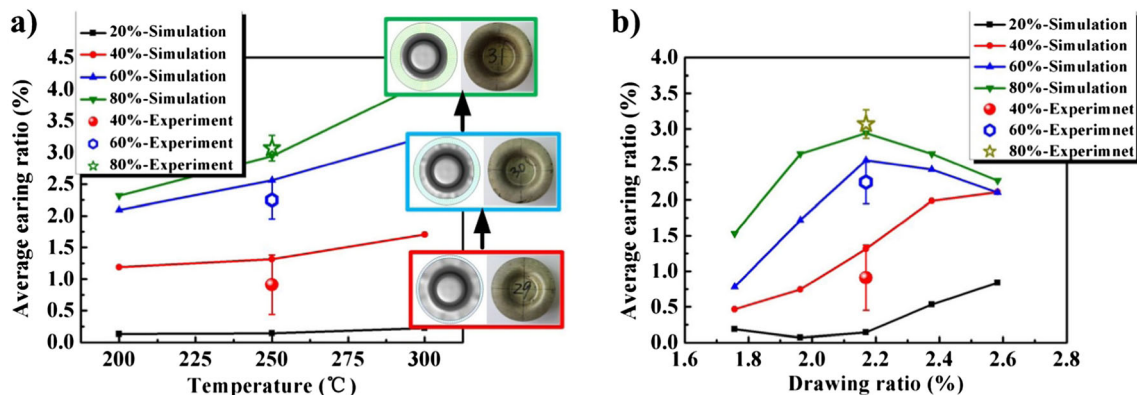 a)
20%-Simulation
40%-Simulation
60%-Simulation
80%-Simulation
40%-Experiment
60%-Experiment
80%-Experiment
Average earing ratio (%)
4.5
4.0
3.5
3.0
2.5
2.0
1.5
1.0
0.5
0.0
200
225
250
275
300
Temperature (℃)
31
30
29
b)
20%-Simulation
40%-Simulation
60%-Simulation
80%-Simulation
40%-Experimnet
60%-Experimnet
80%-Experimnet
Average earing ratio (%)
4.0
3.5
3.0
2.5
2.0
1.5
1.0
0.5
0.0
1.6
1.8
2.0
2.2
2.4
2.6
2.8
Drawing ratio (%)